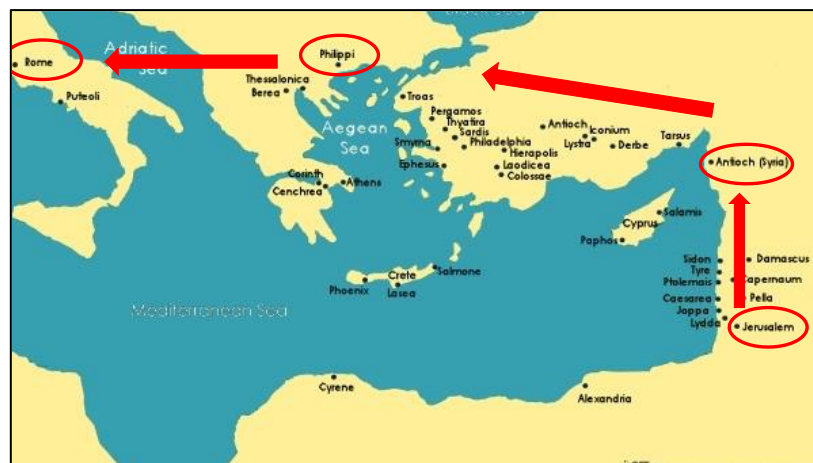 Black Sea
Adriatic
Sea
Rome
Puteoli
Philippi
Thessalonica
Berea
Troas
Pergamos
Thyatira
Sardis
Philadelphia
Smyrna
Ephesus
Hierapolis
Laodicea
Colossae
Antioch
Iconium
Lystra
Derbe
Tarsus
Antioch (Syria)
Aegean
Sea
Corinth
Cenchrea
Athens
Salamis
Cyprus
Paphos
Crete
Salmone
Phoenix
Lasea
Sidon
Tyre
Ptolemais
Damascus
Capernaum
Caesarea
Pella
Joppa
Lydda
Jerusalem
Mediterranean Sea
Cyrene
Alexandria